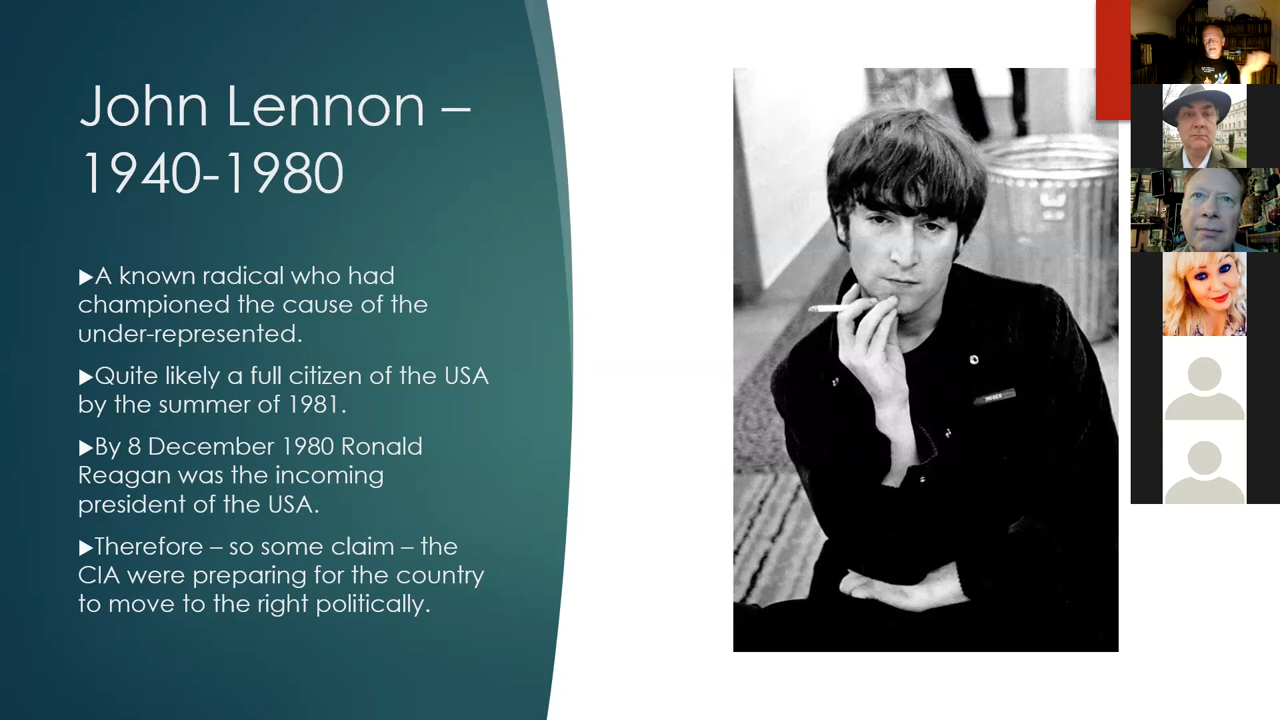 John Lennon –
1940-1980
▶A known radical who had
championed the cause of the
under-represented.
▶Quite likely a full citizen of the USA
by the summer of 1981.
▶By 8 December 1980 Ronald
Reagan was the incoming
president of the USA.
▶Therefore – so some claim – the
CIA were preparing for the country
to move to the right politically.